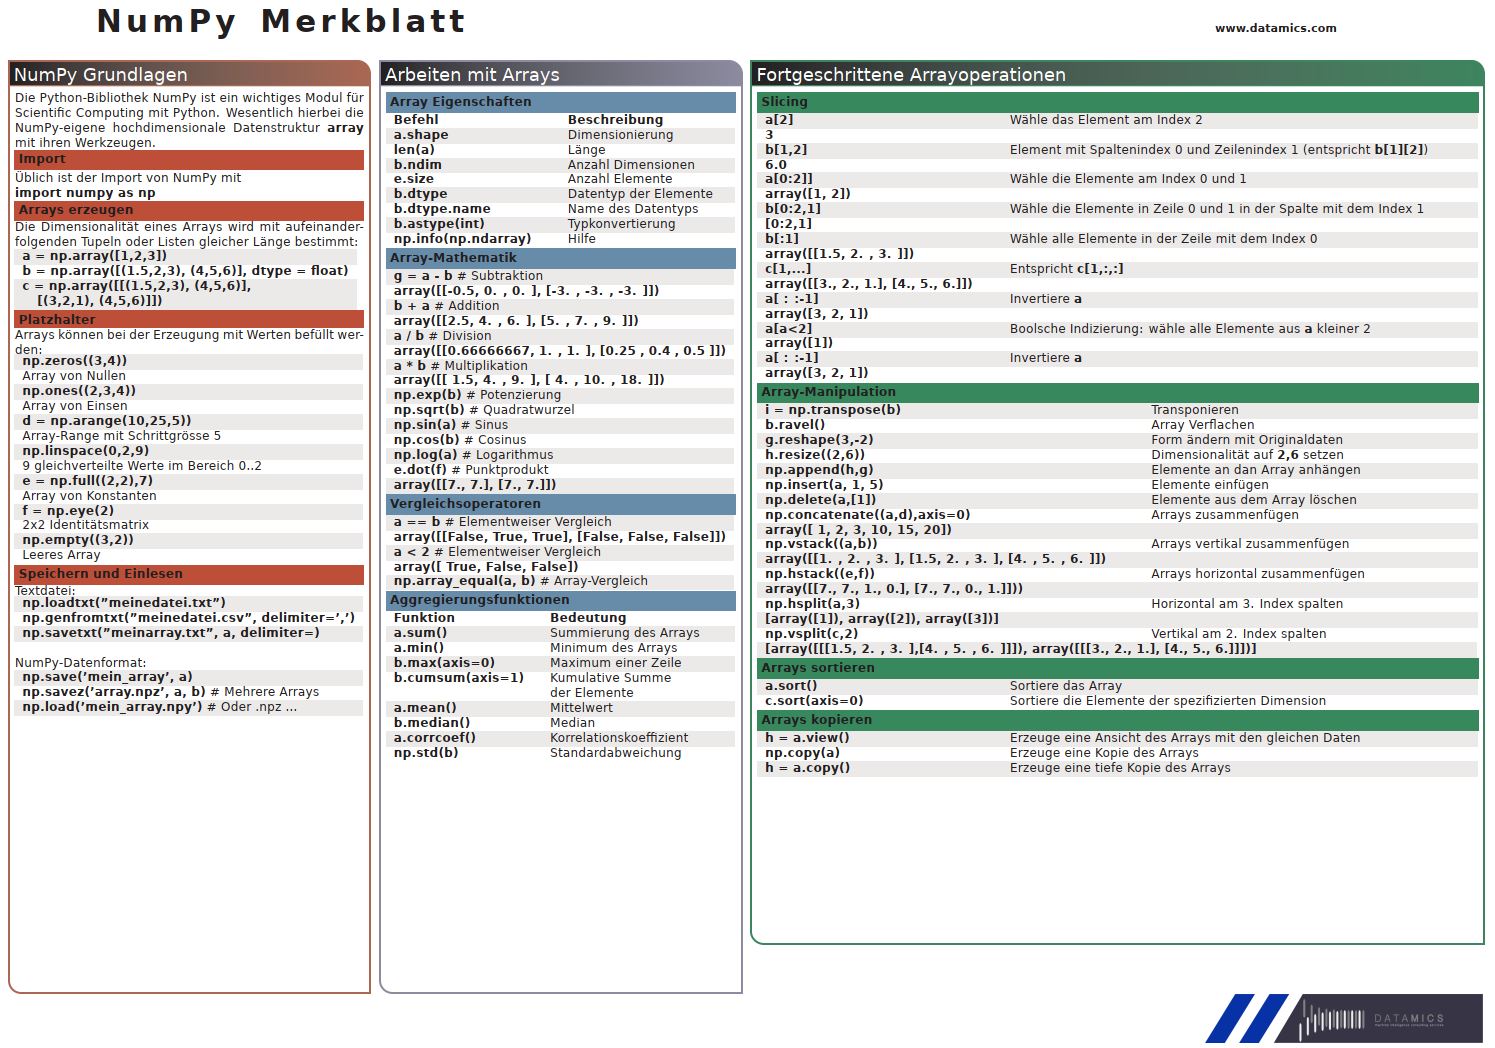 NumPy Merkblatt
www.datamics.com
NumPy Grundlagen
Die Python-Bibliothek NumPy ist ein wichtiges Modul für
Scientific Computing mit Python. Wesentlich hierbei die
NumPy-eigene hochdimensionale Datenstruktur array
mit ihren Werkzeugen.
Import
Üblich ist der Import von NumPy mit
import numpy as np
Arrays erzeugen
Die Dimensionalität eines Arrays wird mit aufeinander-
folgenden Tupeln oder Listen gleicher Länge bestimmt:
a = np.array([1,2,3])
b = np.array([(1.5,2,3), (4,5,6)], dtype = float)
c = np.array([[(1.5,2,3), (4,5,6)],
[(3,2,1), (4,5,6)]])
Platzhalter
Arrays können bei der Erzeugung mit Werten befüllt wer-
den:
np.zeros((3,4))
Array von Nullen
np.ones((2,3,4))
Array von Einsen
d = np.arange(10,25,5))
Array-Range mit Schrittgrösse 5
np.linspace(0,2,9)
9 gleichverteilte Werte im Bereich 0..2
e = np.full((2,2),7)
Array von Konstanten
f = np.eye(2)
2x2 Identitätsmatrix
np.empty((3,2))
Leeres Array
Speichern und Einlesen
Textdatei:
np.loadtxt(”meinedatei.txt”)
np.genfromtxt(”meinedatei.csv”, delimiter=’,’)
np.savetxt(”meinarray.txt”, a, delimiter=)
NumPy-Datenformat:
np.save(’mein_array’, a)
np.savez(’array.npz’, a, b) # Mehrere Arrays
np.load(’mein_array.npy’) # Oder .npz ...
Arbeiten mit Arrays
Array Eigenschaften
Befehl Beschreibung
a.shape Dimensionierung
len(a) Länge
b.ndim Anzahl Dimensionen
e.size Anzahl Elemente
b.dtype Datentyp der Elemente
b.dtype.name Name des Datentyps
b.astype(int) Typkonvertierung
np.info(np.ndarray) Hilfe
Array-Mathematik
g = a - b # Subtraktion
array([[-0.5, 0. , 0. ], [-3. , -3. , -3. ]])
b + a # Addition
array([[2.5, 4. , 6. ], [5. , 7. , 9. ]])
a / b # Division
array([[0.66666667, 1. , 1. ], [0.25 , 0.4 , 0.5 ]])
a * b # Multiplikation
array([[ 1.5, 4. , 9. ], [ 4. , 10. , 18. ]])
np.exp(b) # Potenzierung
np.sqrt(b) # Quadratwurzel
np.sin(a) # Sinus
np.cos(b) # Cosinus
np.log(a) # Logarithmus
e.dot(f) # Punktprodukt
array([[7., 7.], [7., 7.]])
Vergleichsoperatoren
a == b # Elementweiser Vergleich
array([[False, True, True], [False, False, False]])
a < 2 # Elementweiser Vergleich
array([ True, False, False])
np.array_equal(a, b) # Array-Vergleich
Aggregierungsfunktionen
Funktion Bedeutung
a.sum() Summierung des Arrays
a.min() Minimum des Arrays
b.max(axis=0) Maximum einer Zeile
b.cumsum(axis=1) Kumulative Summe
der Elemente
a.mean() Mittelwert
b.median() Median
a.corrcoef() Korrelationskoeffizient
np.std(b) Standardabweichung
Fortgeschrittene Arrayoperationen
Slicing
a[2] Wähle das Element am Index 2
3
b[1,2] Element mit Spaltenindex 0 und Zeilenindex 1 (entspricht b[1][2])
6.0
a[0:2]] Wähle die Elemente am Index 0 und 1
array([1, 2])
b[0:2,1] Wähle die Elemente in Zeile 0 und 1 in der Spalte mit dem Index 1
[0:2,1]
b[:1] Wähle alle Elemente in der Zeile mit dem Index 0
array([[1.5, 2. , 3. ]])
c[1,...] Entspricht c[1,:,:]
array([[3., 2., 1.], [4., 5., 6.]])
a[ : :-1] Invertiere a
array([3, 2, 1])
a[a<2] Boolsche Indizierung: wähle alle Elemente aus a kleiner 2
array([1])
a[ : :-1] Invertiere a
array([3, 2, 1])
Array-Manipulation
i = np.transpose(b) Transponieren
b.ravel() Array Verflachen
g.reshape(3,-2) Form ändern mit Originaldaten
h.resize((2,6)) Dimensionalität auf 2,6 setzen
np.append(h,g) Elemente an dan Array anhängen
np.insert(a, 1, 5) Elemente einfügen
np.delete(a,[1]) Elemente aus dem Array löschen
np.concatenate((a,d),axis=0) Arrays zusammenfügen
array([ 1, 2, 3, 10, 15, 20])
np.vstack((a,b)) Arrays vertikal zusammenfügen
array([[1. , 2. , 3. ], [1.5, 2. , 3. ], [4. , 5. , 6. ]])
np.hstack((e,f)) Arrays horizontal zusammenfügen
array([[7., 7., 1., 0.], [7., 7., 0., 1.]]))
np.hsplit(a,3) Horizontal am 3. Index spalten
[array([1]), array([2]), array([3])]
np.vsplit(c,2) Vertikal am 2. Index spalten
[array([[[1.5, 2. , 3. ],[4. , 5. , 6. ]]]), array([[[3., 2., 1.], [4., 5., 6.]]])]
Arrays sortieren
a.sort() Sortiere das Array
c.sort(axis=0) Sortiere die Elemente der spezifizierten Dimension
Arrays kopieren
h = a.view() Erzeuge eine Ansicht des Arrays mit den gleichen Daten
np.copy(a) Erzeuge eine Kopie des Arrays
h = a.copy() Erzeuge eine tiefe Kopie des Arrays
DATAMICS